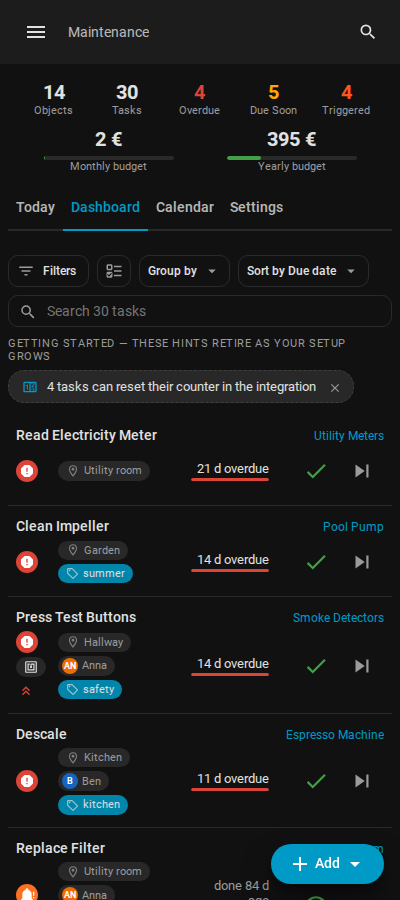 Maintenance
14 30 4 5 4
Objects Tasks Overdue Due Soon Triggered
2 € 395 €
Monthly budget Yearly budget
Today Dashboard Calendar Settings
Filters Group by Sort by Due date
Search 30 tasks
GETTING STARTED — THESE HINTS RETIRE AS YOUR SETUP
GROWS
4 tasks can reset their counter in the integration
Read Electricity Meter Utility Meters
Utility room 21 d overdue
Clean Impeller Pool Pump
Garden
14 d overdue
summer
Press Test Buttons Smoke Detectors
Hallway
AN Anna 14 d overdue
safety
Descale Espresso Machine
Kitchen
B Ben 11 d overdue
kitchen
Replace Filter
Utility room
Add
AN Anna done 84 d
ago